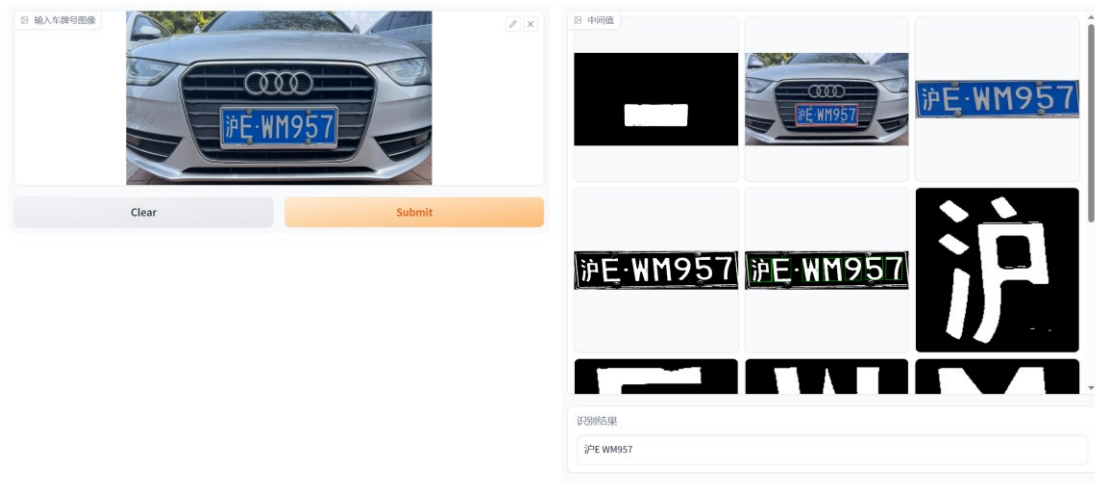 输入车牌号图像
沪E·WM957
Clear
Submit
中间值
沪E·WM957
沪E·WM957
沪E·WM957
沪E·WM957
沪
E
W
M
识别结果
沪E WM957